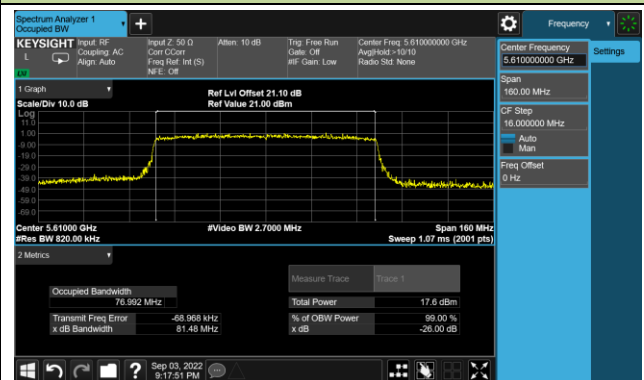 Spectrum Analyzer 1
Occupied BW
+
Frequency
KEYSIGHT
L
Input: RF
Coupling: AC
Align: Auto
Input Z: 50 Ω
Corr CCorr
Freq Ref: Int (S)
NFE: Off
Atten: 10 dB
Trig: Free Run
Gate: Off
#IF Gain: Low
Center Freq: 5.610000000 GHz
Avg|Hold:>10/10
Radio Std: None
Center Frequency
5.610000000 GHz
Settings
Span
160.00 MHz
CF Step
16.000000 MHz
Auto
Man
Freq Offset
0 Hz
1 Graph
Scale/Div 10.0 dB
Ref Lvl Offset 21.10 dB
Ref Value 21.00 dBm
Log
11.0
1.00
-9.00
-19.0
-29.0
-39.0
-49.0
-59.0
-69.0
Center 5.61000 GHz
#Res BW 820.00 kHz
#Video BW 2.7000 MHz
Span 160 MHz
Sweep 1.07 ms (2001 pts)
2 Metrics
Measure Trace
Trace 1
Occupied Bandwidth
76.992 MHz
Total Power
17.6 dBm
Transmit Freq Error
-68.968 kHz
% of OBW Power
99.00 %
x dB Bandwidth
81.48 MHz
x dB
-26.00 dB
?
Sep 03, 2022
9:17:51 PM